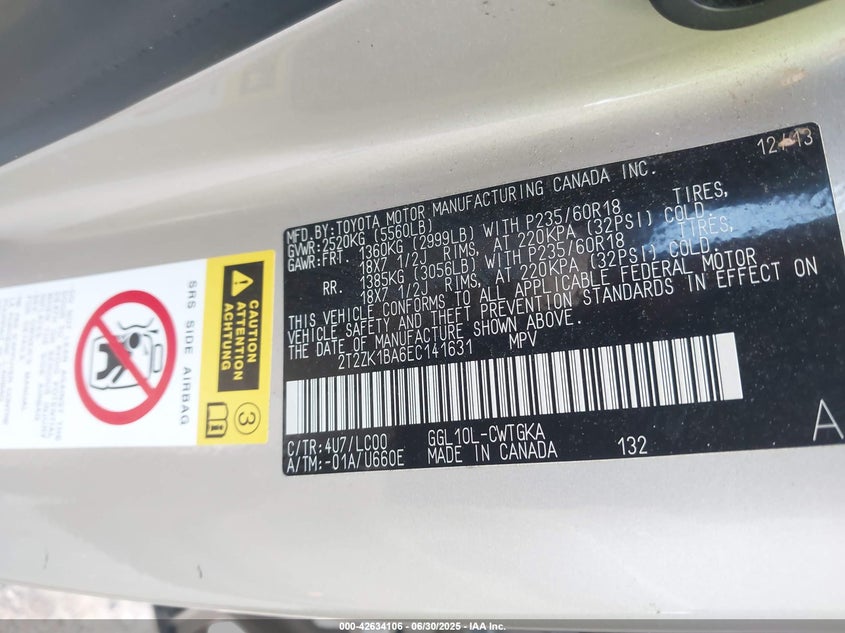 12/13
MFD.BY:TOYOTA MOTOR MANUFACTURING CANADA INC.
GVWR:2520KG (5560LB)
GAWR:FRT. 1360KG (2999LB) WITH P235/60R18 TIRES,
18X7 1/2J RIMS, AT 220KPA (32PSI) COLD.
RR. 1385KG (3056LB) WITH P235/60R18 TIRES,
18X7 1/2J RIMS, AT 220KPA (32PSI) COLD.
THIS VEHICLE CONFORMS TO ALL APPLICABLE FEDERAL MOTOR
VEHICLE SAFETY AND THEFT PREVENTION STANDARDS IN EFFECT ON
THE DATE OF MANUFACTURE SHOWN ABOVE.
2T2ZK1BA6EC141631 MPV
C/TR:4U7/LC00 GGL10L-CWTGKA
A/TM:-01A/U660E MADE IN CANADA 132
A
CAUTION
ATTENTION
ACHTUNG
3
SRS SIDE AIRBAG
000-42634106 - 06/30/2025 - IAA Inc.